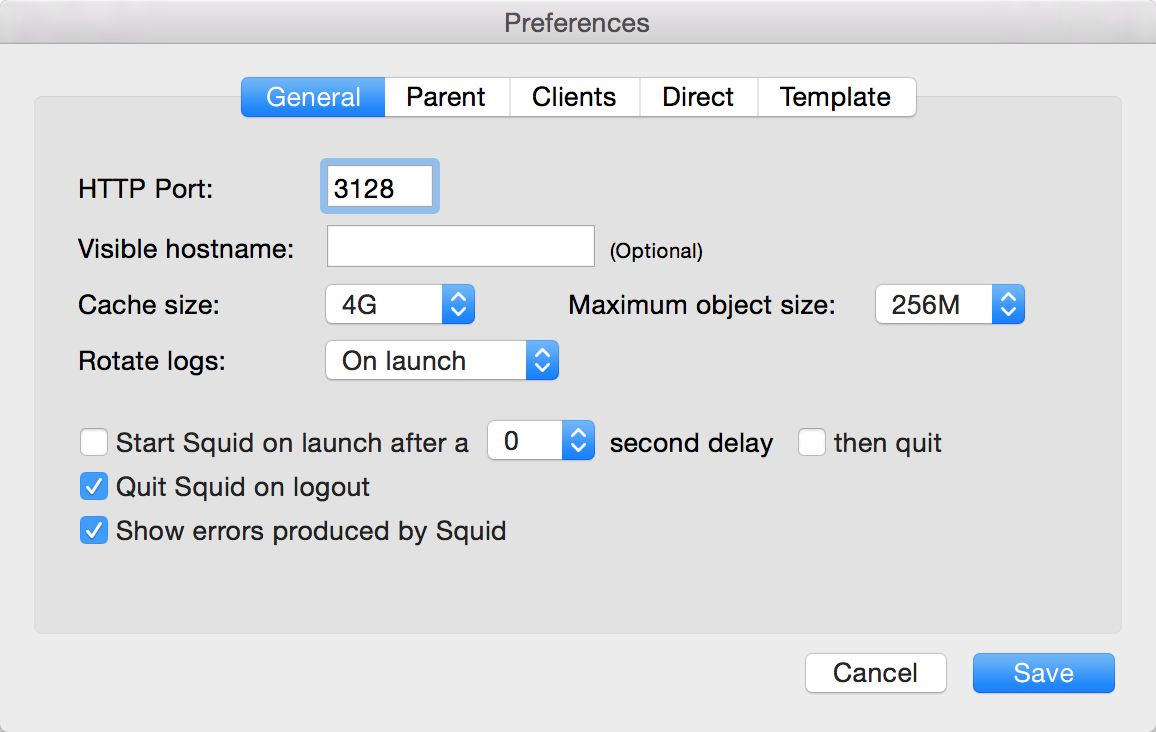 Preferences
General Parent Clients Direct Template
HTTP Port: 3128
Visible hostname: (Optional)
Cache size: 4G Maximum object size: 256M
Rotate logs: On launch
Start Squid on launch after a 0 second delay then quit
Quit Squid on logout
Show errors produced by Squid
Cancel Save